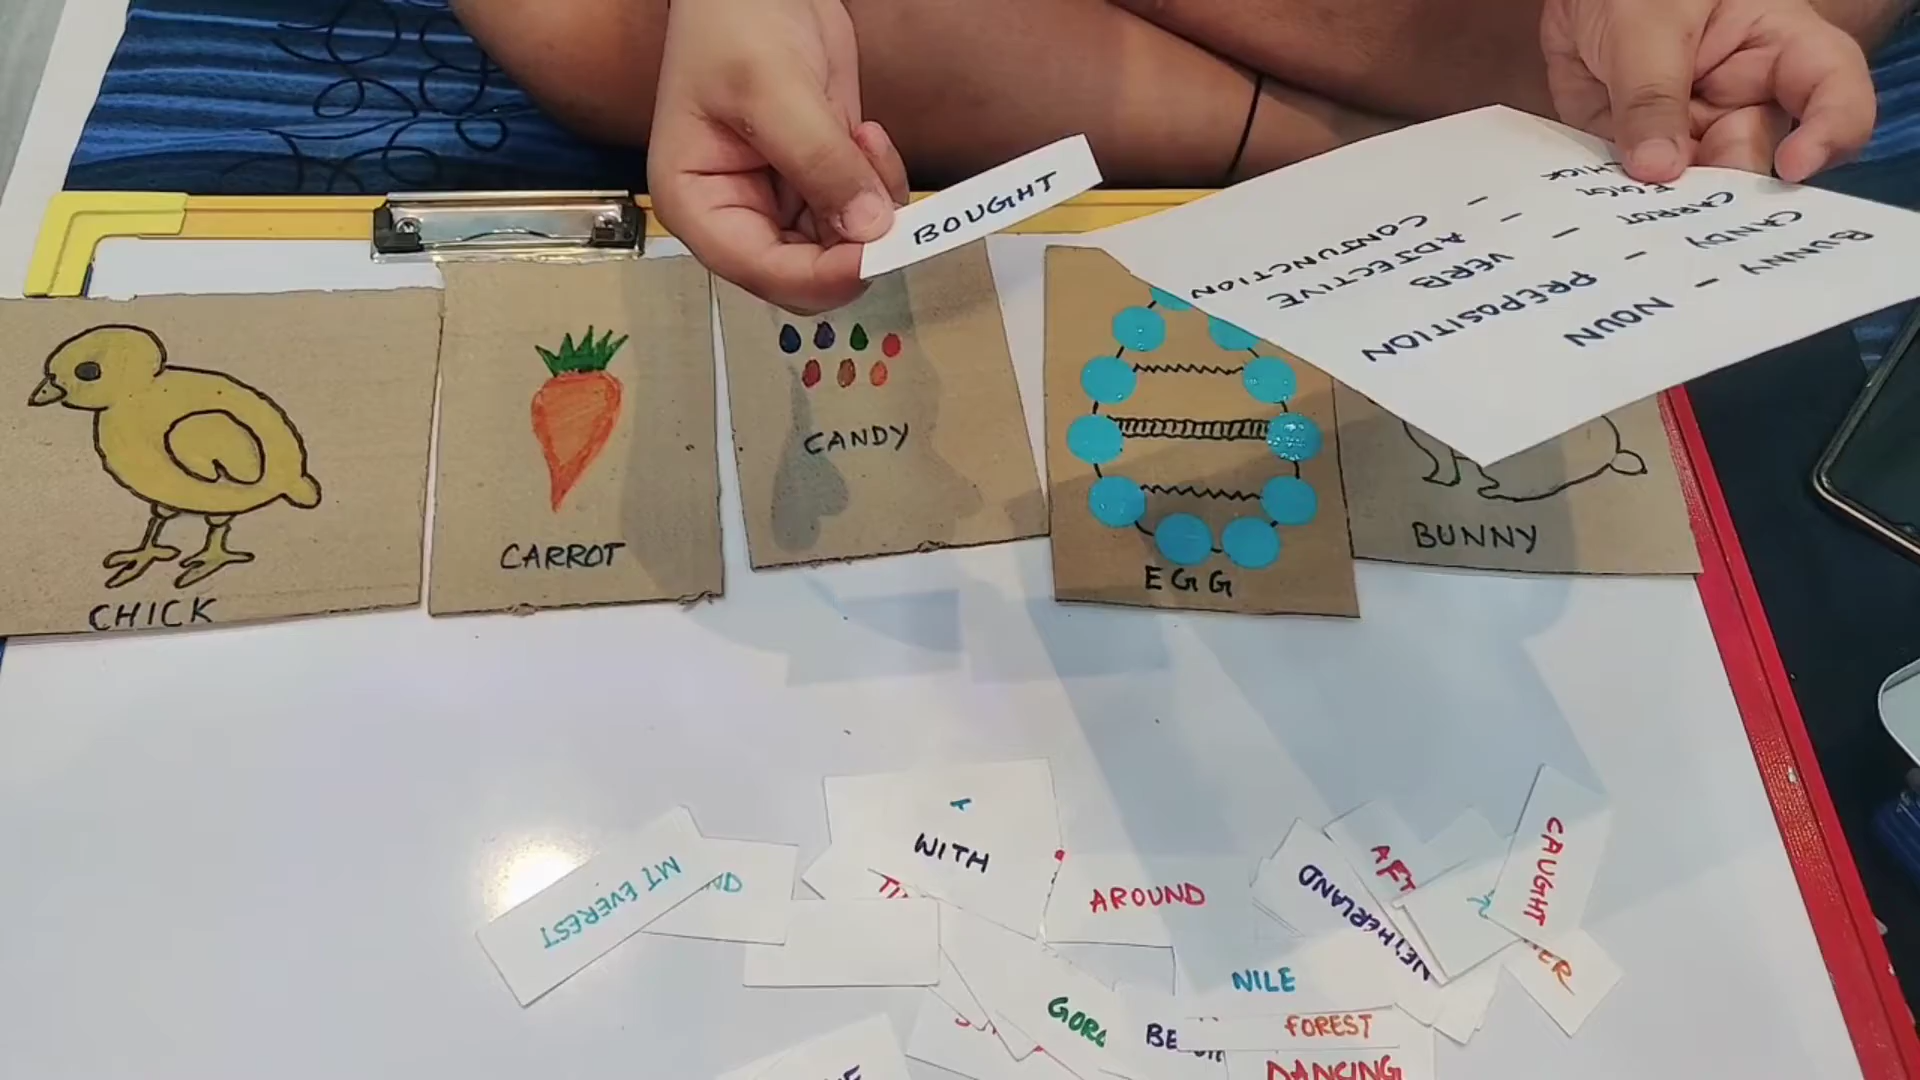 BOUGHT
BUNNY - NOUN
CANDY - PREPOSITION
CARROT - VERB
EGG - ADJECTIVE
CHICK - CONJUNCTION
CHICK
CARROT
CANDY
EGG
BUNNY
WITH
MT EVEREST
AROUND
NETHERLAND
CAUGHT
NILE
FOREST
DANCING